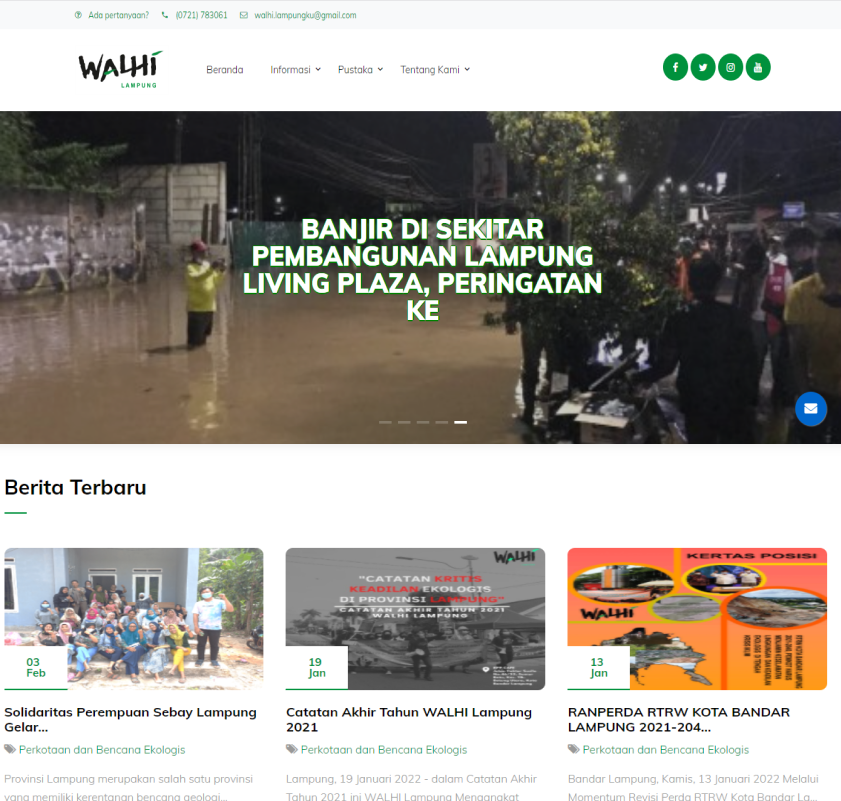 Ada pertanyaan? (0721) 783061 walhi.lampungku@gmail.com
WALHI
LAMPUNG
Beranda Informasi Pustaka Tentang Kami
BANJIR DI SEKITAR
PEMBANGUNAN LAMPUNG
LIVING PLAZA, PERINGATAN
KE
Berita Terbaru
03
Feb
Solidaritas Perempuan Sebay Lampung
Gelar...
Perkotaan dan Bencana Ekologis
Provinsi Lampung merupakan salah satu provinsi
yang memiliki kerentanan bencana geologi...
WALHI
"CATATAN KRITIS
KEADILAN EKOLOGIS
DI PROVINSI LAMPUNG"
CATATAN AKHIR TAHUN 2021
WALHI LAMPUNG
19
Jan
Catatan Akhir Tahun WALHI Lampung
2021
Perkotaan dan Bencana Ekologis
Lampung, 19 Januari 2022 - dalam Catatan Akhir
Tahun 2021 ini WALHI Lampung Mengangkat
KERTAS POSISI
WALHI
13
Jan
RANPERDA RTRW KOTA BANDAR
LAMPUNG 2021-204...
Perkotaan dan Bencana Ekologis
Bandar Lampung, Kamis, 13 Januari 2022 Melalui
Momentum Revisi Perda RTRW Kota Bandar La...